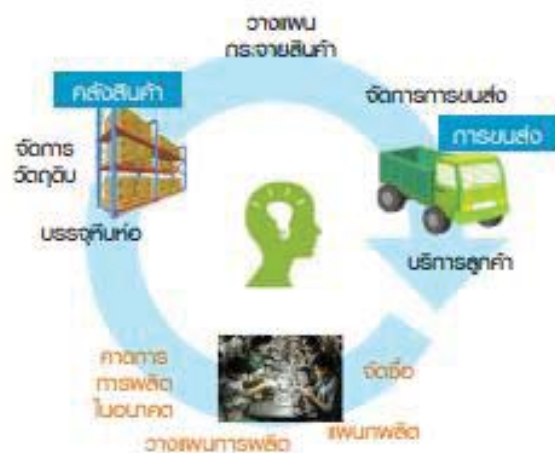 วางแผน
กระจายสินค้า
คลังสินค้า
จัดการการขนส่ง
การขนส่ง
จัดการ
วัตถุดิบ
บรรจุหีบห่อ
บริการลูกค้า
คาดการ
การผลิต
ในอนาคต
จัดซื้อ
แผนกผลิต
วางแผนการผลิต